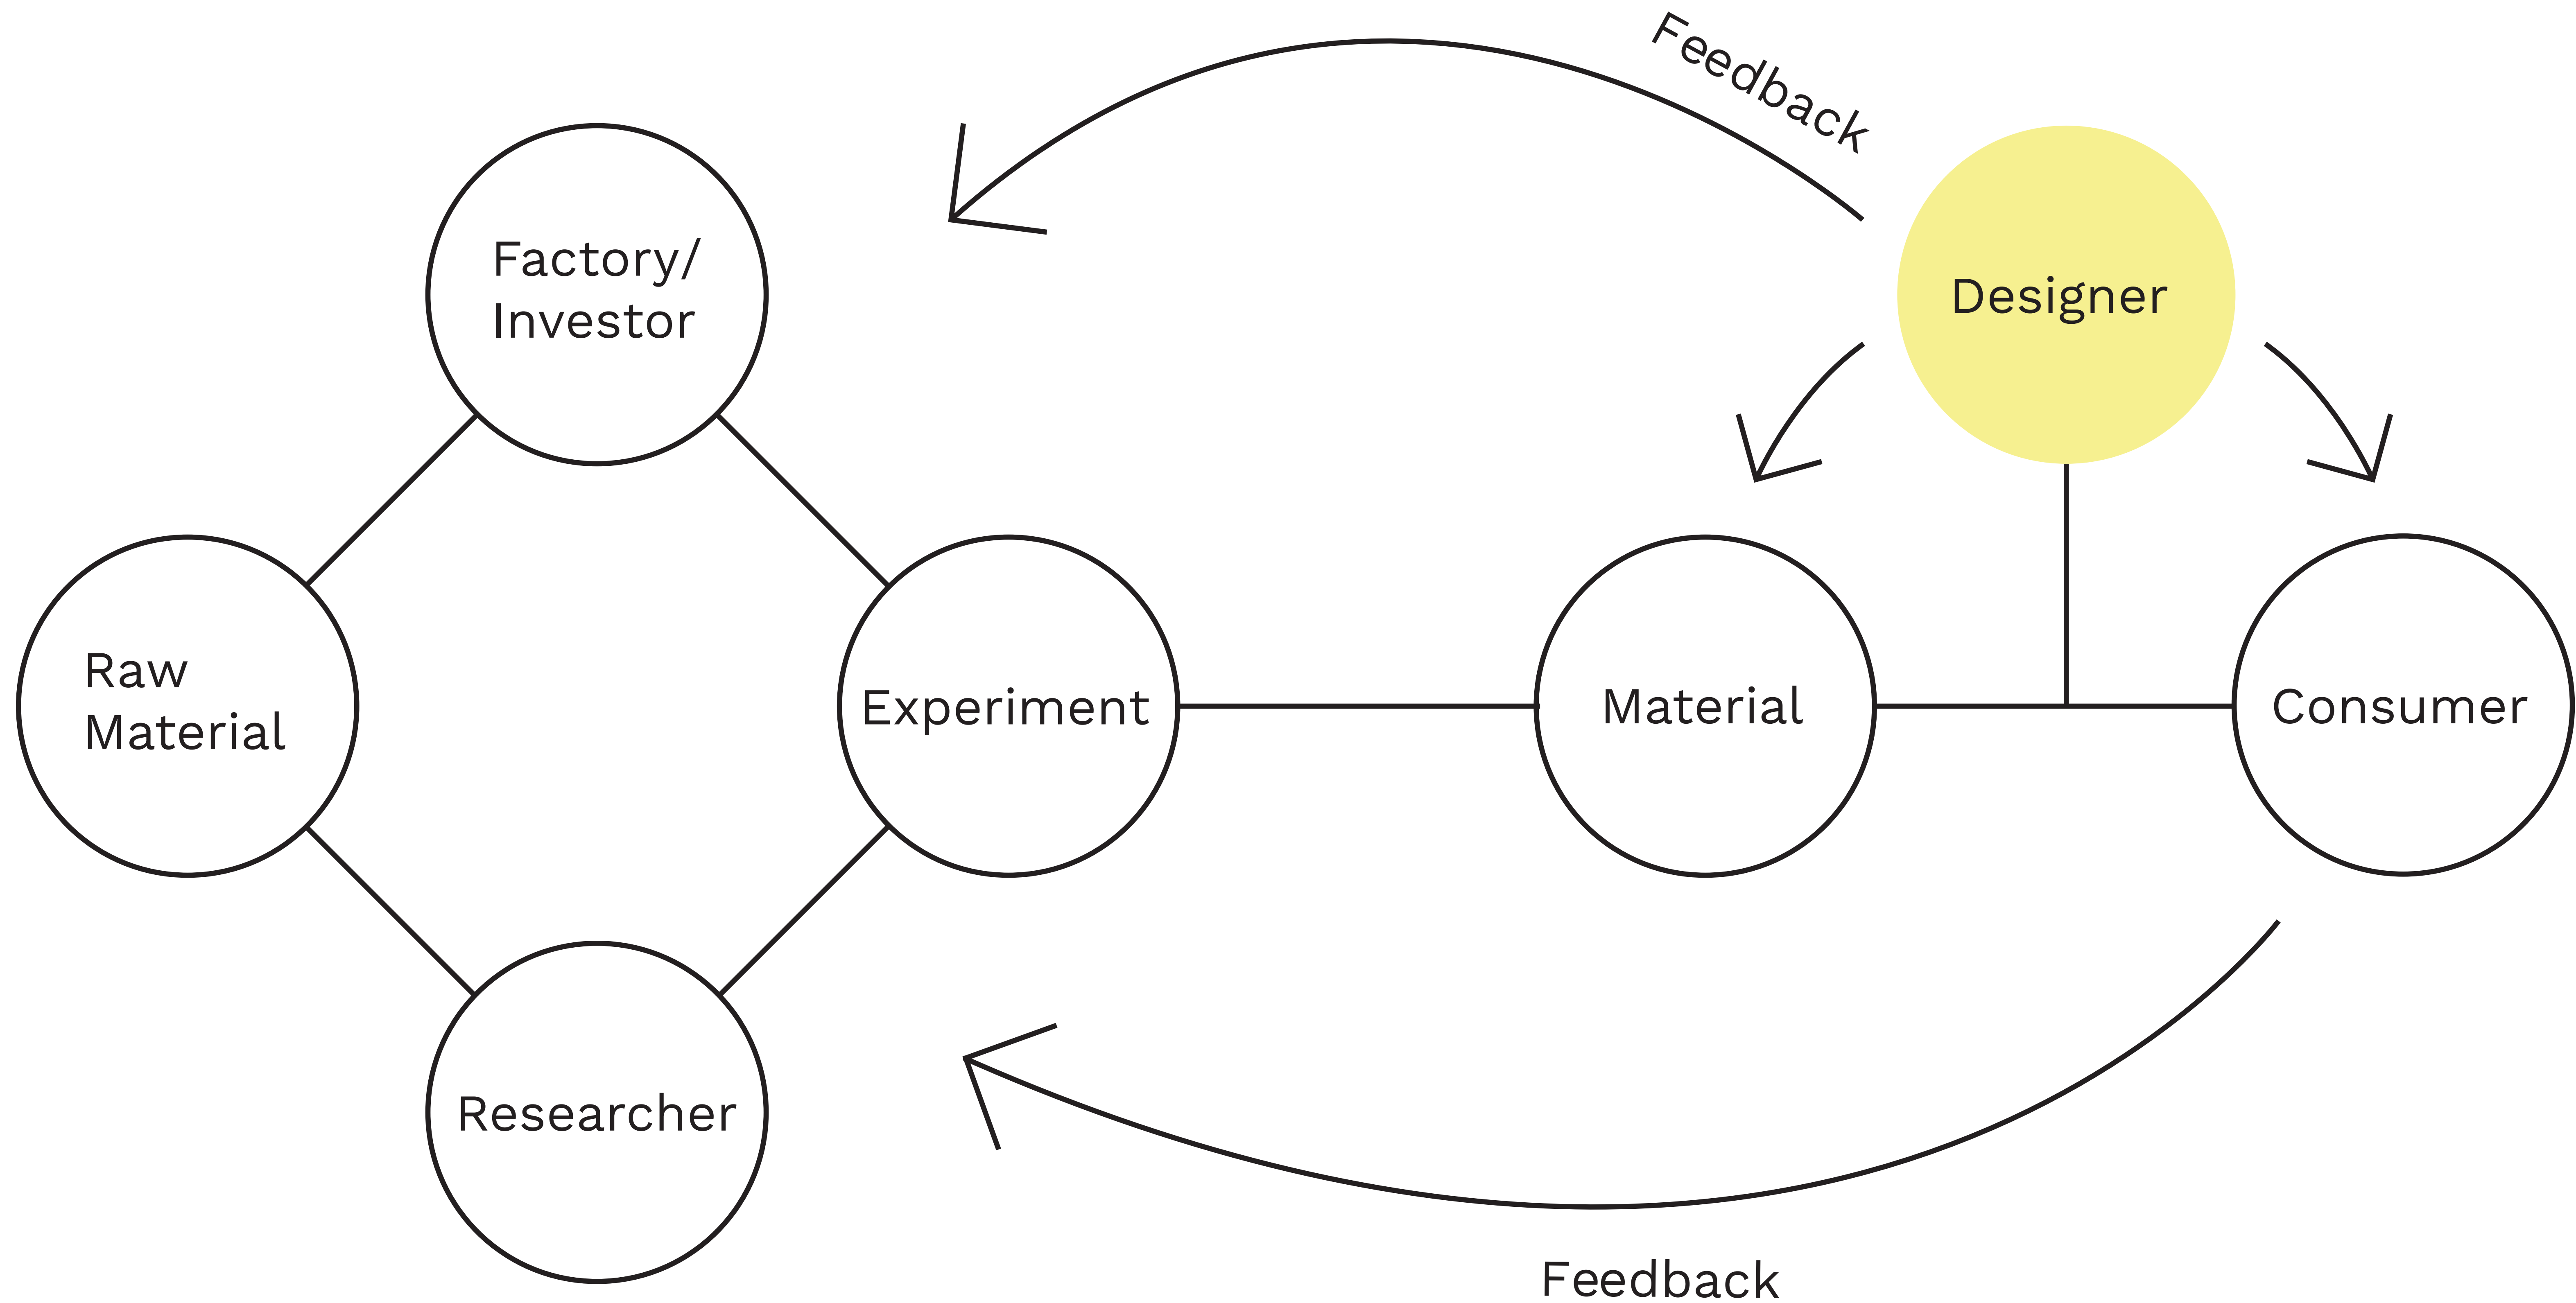 Feedback
Factory/
Investor
Designer
Raw
Material
Experiment
Material
Consumer
Researcher
Feedback